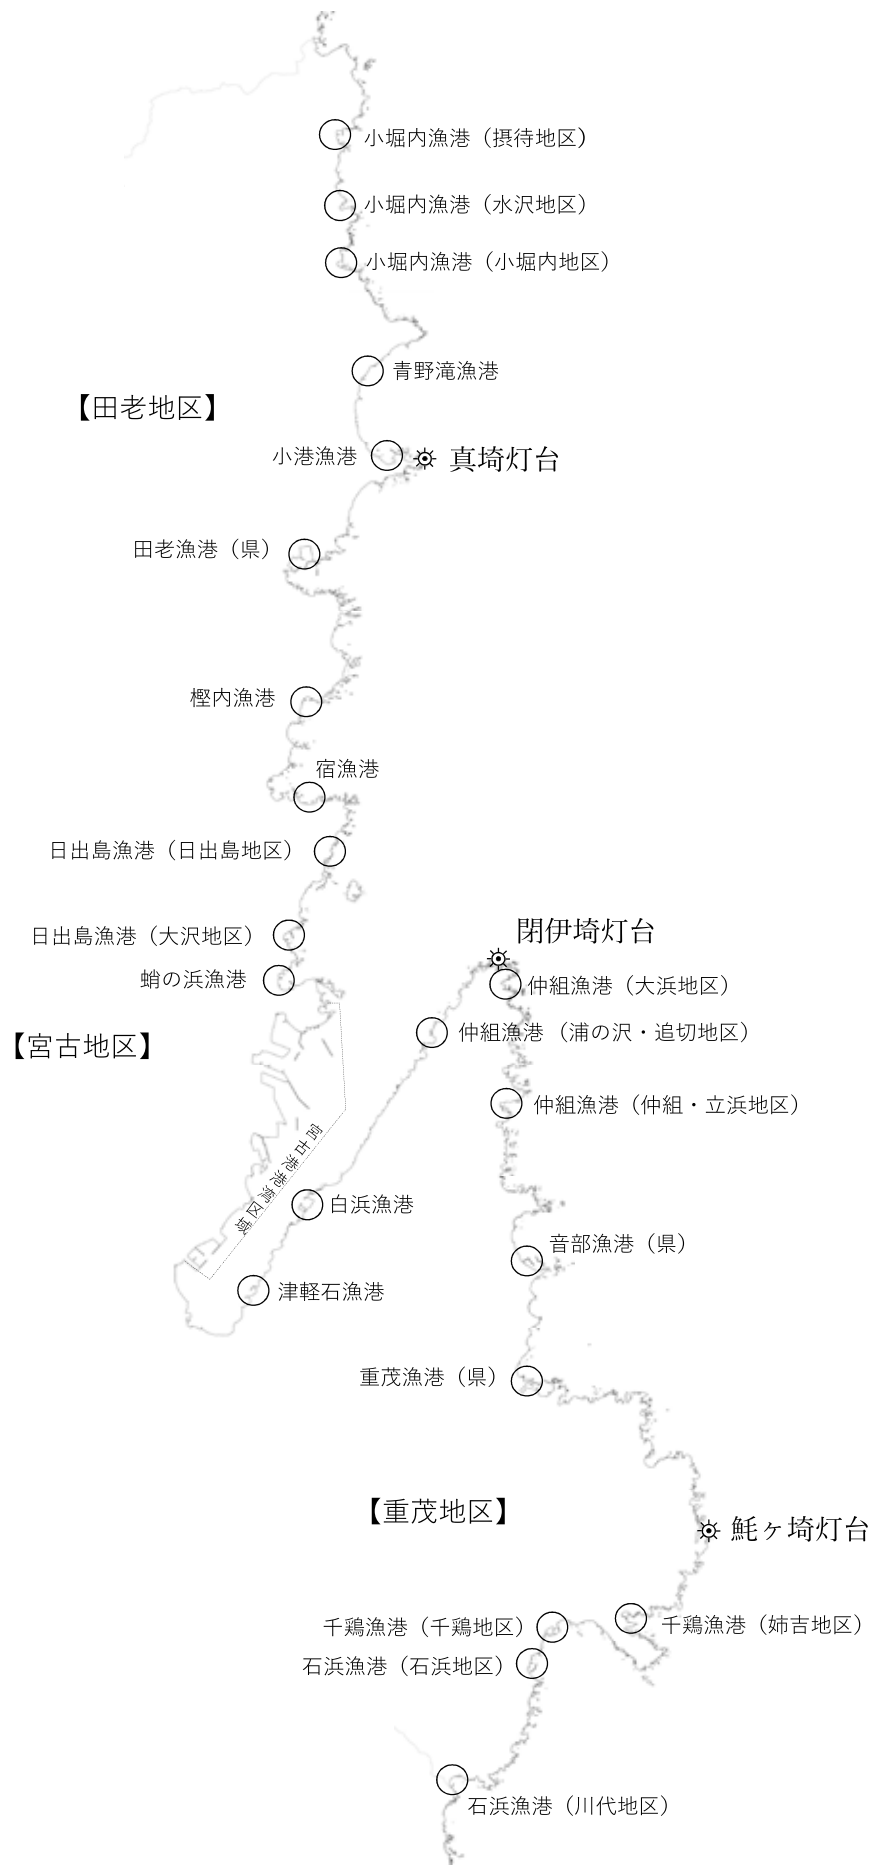 小堀内漁港（摂待地区）
小堀内漁港（水沢地区）
小堀内漁港（小堀内地区）
青野滝漁港
【田老地区】
小港漁港
真埼灯台
田老漁港（県）
樫内漁港
宿漁港
日出島漁港（日出島地区）
閉伊埼灯台
日出島漁港（大沢地区）
蛸の浜漁港
仲組漁港（大浜地区）
仲組漁港（浦の沢・追切地区）
【宮古地区】
仲組漁港（仲組・立浜地区）
宮古港港湾区域
白浜漁港
音部漁港（県）
津軽石漁港
重茂漁港（県）
【重茂地区】
魹ヶ埼灯台
千鶏漁港（千鶏地区）
千鶏漁港（姉吉地区）
石浜漁港（石浜地区）
石浜漁港（川代地区）